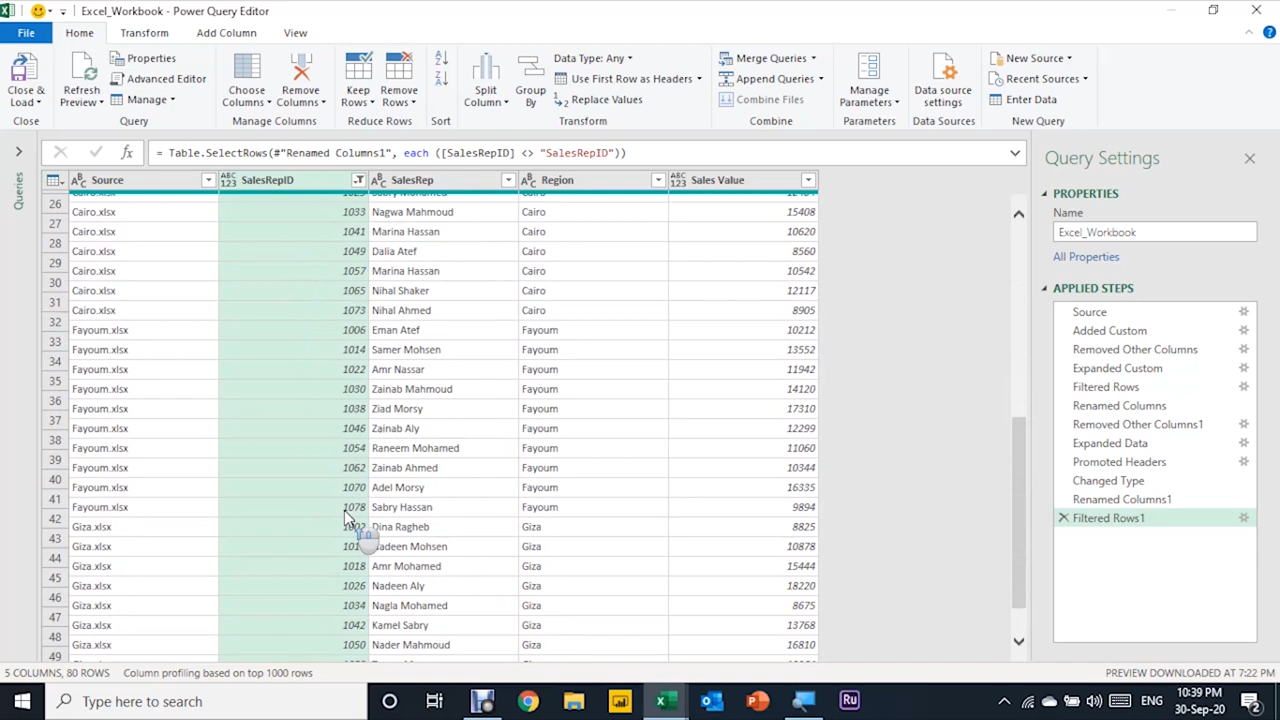 Excel_Workbook - Power Query Editor
File Home Transform Add Column View
Close & Load
Refresh Preview
Properties
Advanced Editor
Manage
Choose Columns
Remove Columns
Keep Rows
Remove Rows
Split Column
Group By
Data Type: Any
Use First Row as Headers
Replace Values
Merge Queries
Append Queries
Combine Files
Manage Parameters
Data source settings
New Source
Recent Sources
Enter Data
Close Query Manage Columns Reduce Rows Sort Transform Combine Parameters Data Sources New Query
= Table.SelectRows(#"Renamed Columns1", each ([SalesRepID] <> "SalesRepID"))
Queries
Source SalesRepID SalesRep Region Sales Value
26
27 Cairo.xlsx 1033 Nagwa Mahmoud Cairo 15408
28 Cairo.xlsx 1041 Marina Hassan Cairo 10620
29 Cairo.xlsx 1049 Dalia Atef Cairo 8560
30 Cairo.xlsx 1057 Marina Hassan Cairo 10542
31 Cairo.xlsx 1065 Nihal Shaker Cairo 12117
32 Cairo.xlsx 1073 Nihal Ahmed Cairo 8905
33 Fayoum.xlsx 1006 Eman Atef Fayoum 10212
34 Fayoum.xlsx 1014 Samer Mohsen Fayoum 13552
35 Fayoum.xlsx 1022 Amr Nassar Fayoum 11942
36 Fayoum.xlsx 1030 Zainab Mahmoud Fayoum 14120
37 Fayoum.xlsx 1038 Ziad Morsy Fayoum 17310
38 Fayoum.xlsx 1046 Zainab Aly Fayoum 12299
39 Fayoum.xlsx 1054 Raneem Mohamed Fayoum 11060
40 Fayoum.xlsx 1062 Zainab Ahmed Fayoum 10344
41 Fayoum.xlsx 1070 Adel Morsy Fayoum 16335
42 Fayoum.xlsx 1078 Sabry Hassan Fayoum 9894
43 Giza.xlsx Dina Ragheb Giza 8825
44 Giza.xlsx Nadeen Mohsen Giza 10878
45 Giza.xlsx 1018 Amr Mohamed Giza 15444
46 Giza.xlsx 1026 Nadeen Aly Giza 18220
47 Giza.xlsx 1034 Nagla Mohamed Giza 8675
48 Giza.xlsx 1042 Kamel Sabry Giza 13768
49 Giza.xlsx 1050 Nader Mahmoud Giza 16810
Query Settings
PROPERTIES
Name
Excel_Workbook
All Properties
APPLIED STEPS
Source
Added Custom
Removed Other Columns
Expanded Custom
Filtered Rows
Renamed Columns
Removed Other Columns1
Expanded Data
Promoted Headers
Changed Type
Renamed Columns1
Filtered Rows1
5 COLUMNS, 80 ROWS Column profiling based on top 1000 rows
PREVIEW DOWNLOADED AT 7:22 PM
Type here to search
Ru
ENG
10:39 PM
30-Sep-20
2